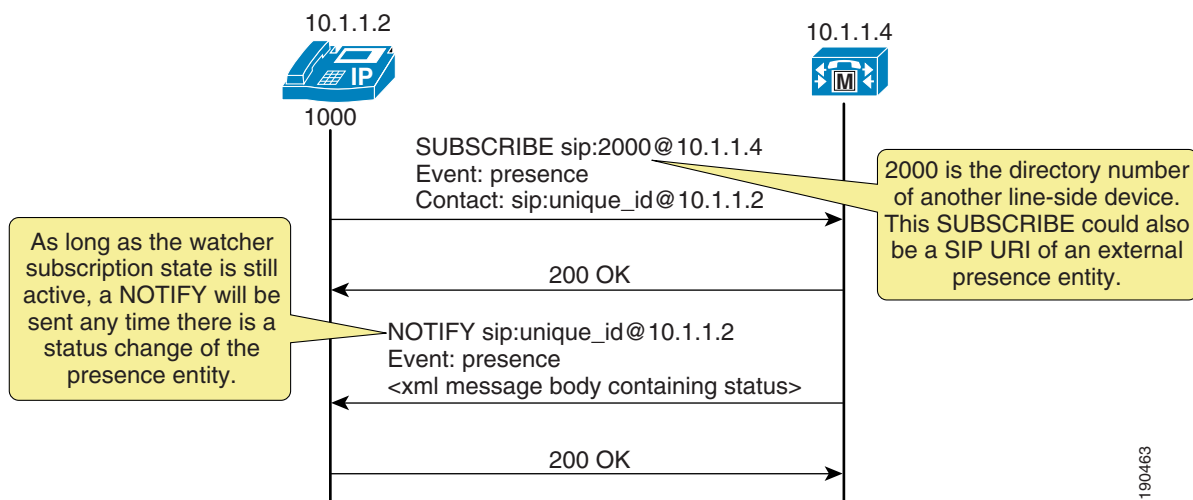 10.1.1.2
10.1.1.4
IP
M
1000
SUBSCRIBE sip:2000@10.1.1.4
Event: presence
Contact: sip:unique_id@10.1.1.2
2000 is the directory number
of another line-side device.
This SUBSCRIBE could also
be a SIP URI of an external
presence entity.
As long as the watcher
subscription state is still
active, a NOTIFY will be
sent any time there is a
status change of the
presence entity.
200 OK
NOTIFY sip:unique_id@10.1.1.2
Event: presence
<xml message body containing status>
200 OK
190463